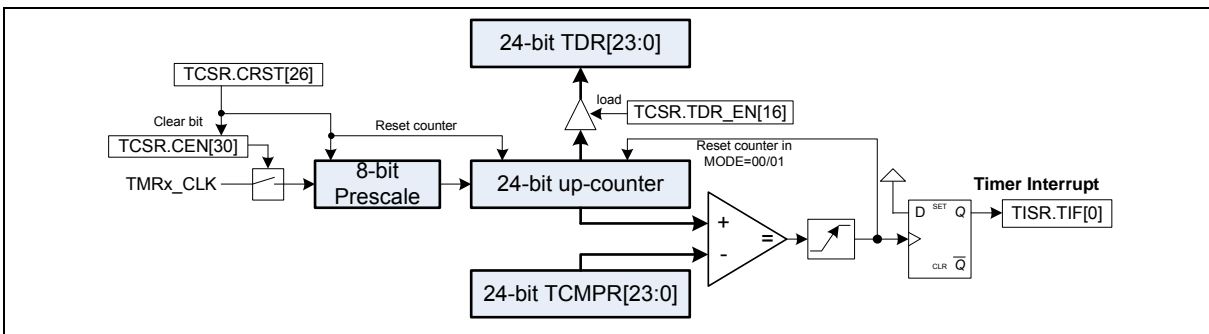 24-bit TDR[23:0]
TCSR.CRST[26]
load
TCSR.TDR_EN[16]
Clear bit
Reset counter
TCSR.CEN[30]
Reset counter in
MODE=00/01
TMRx_CLK
8-bit
Prescale
24-bit up-counter
Timer Interrupt
+
=
-
D SET Q
CLR Q
TISR.TIF[0]
24-bit TCMPR[23:0]